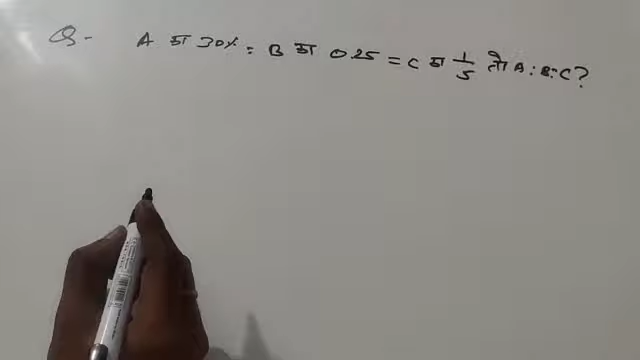 Q - A का 30% = B का 0.25 = C का 1/5 तो A : B : C ?